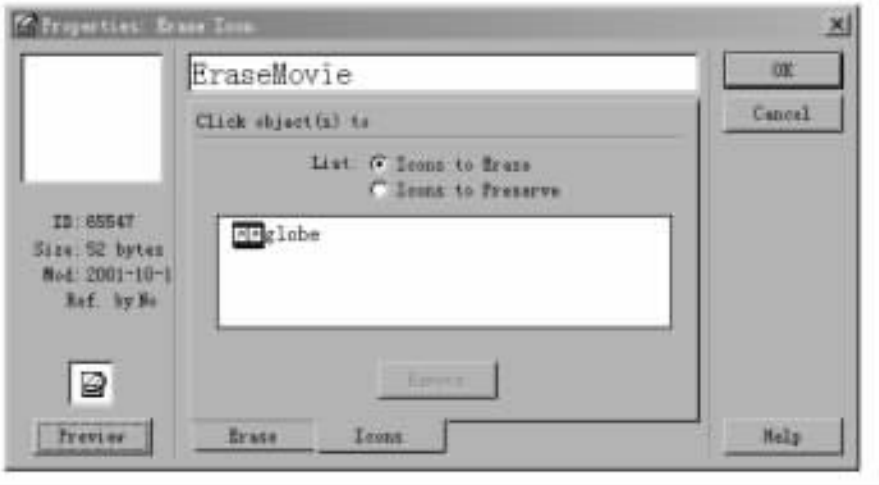 Properties: Erase Icon
EraseMovie
OK
Cancel
Click object(s) to
List: Icons to Erase
Icons to Preserve
globe
ID: 65547
Size: 52 bytes
Mod: 2001-10-1
Ref. by:No
Remove
Preview
Erase
Icons
Help